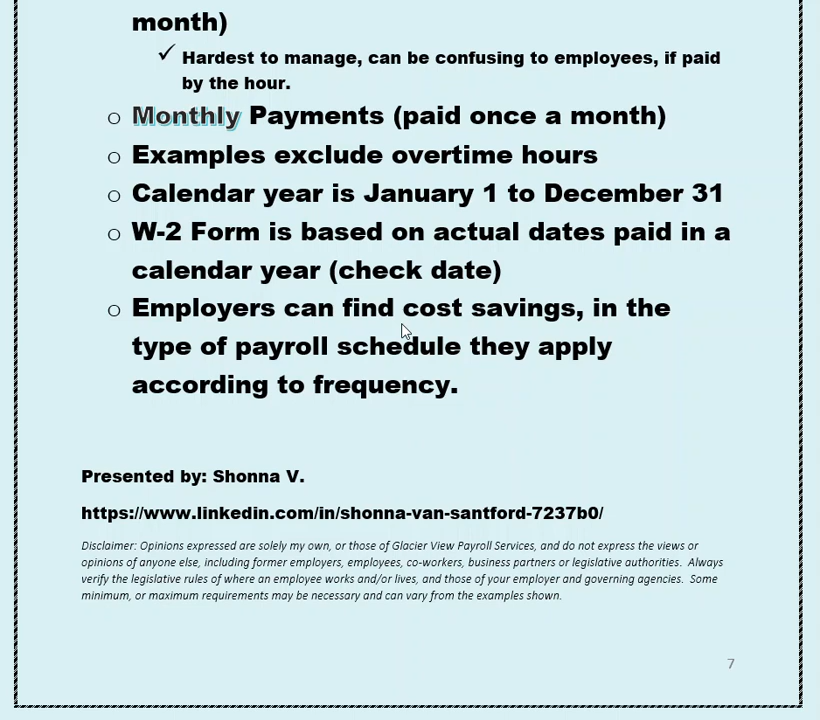 month)
✓ Hardest to manage, can be confusing to employees, if paid
by the hour.
o Monthly Payments (paid once a month)
o Examples exclude overtime hours
o Calendar year is January 1 to December 31
o W-2 Form is based on actual dates paid in a
calendar year (check date)
o Employers can find cost savings, in the
type of payroll schedule they apply
according to frequency.
Presented by: Shonna V.
https://www.linkedin.com/in/shonna-van-santford-7237b0/
Disclaimer: Opinions expressed are solely my own, or those of Glacier View Payroll Services, and do not express the views or
opinions of anyone else, including former employers, employees, co-workers, business partners or legislative authorities. Always
verify the legislative rules of where an employee works and/or lives, and those of your employer and governing agencies. Some
minimum, or maximum requirements may be necessary and can vary from the examples shown.
7